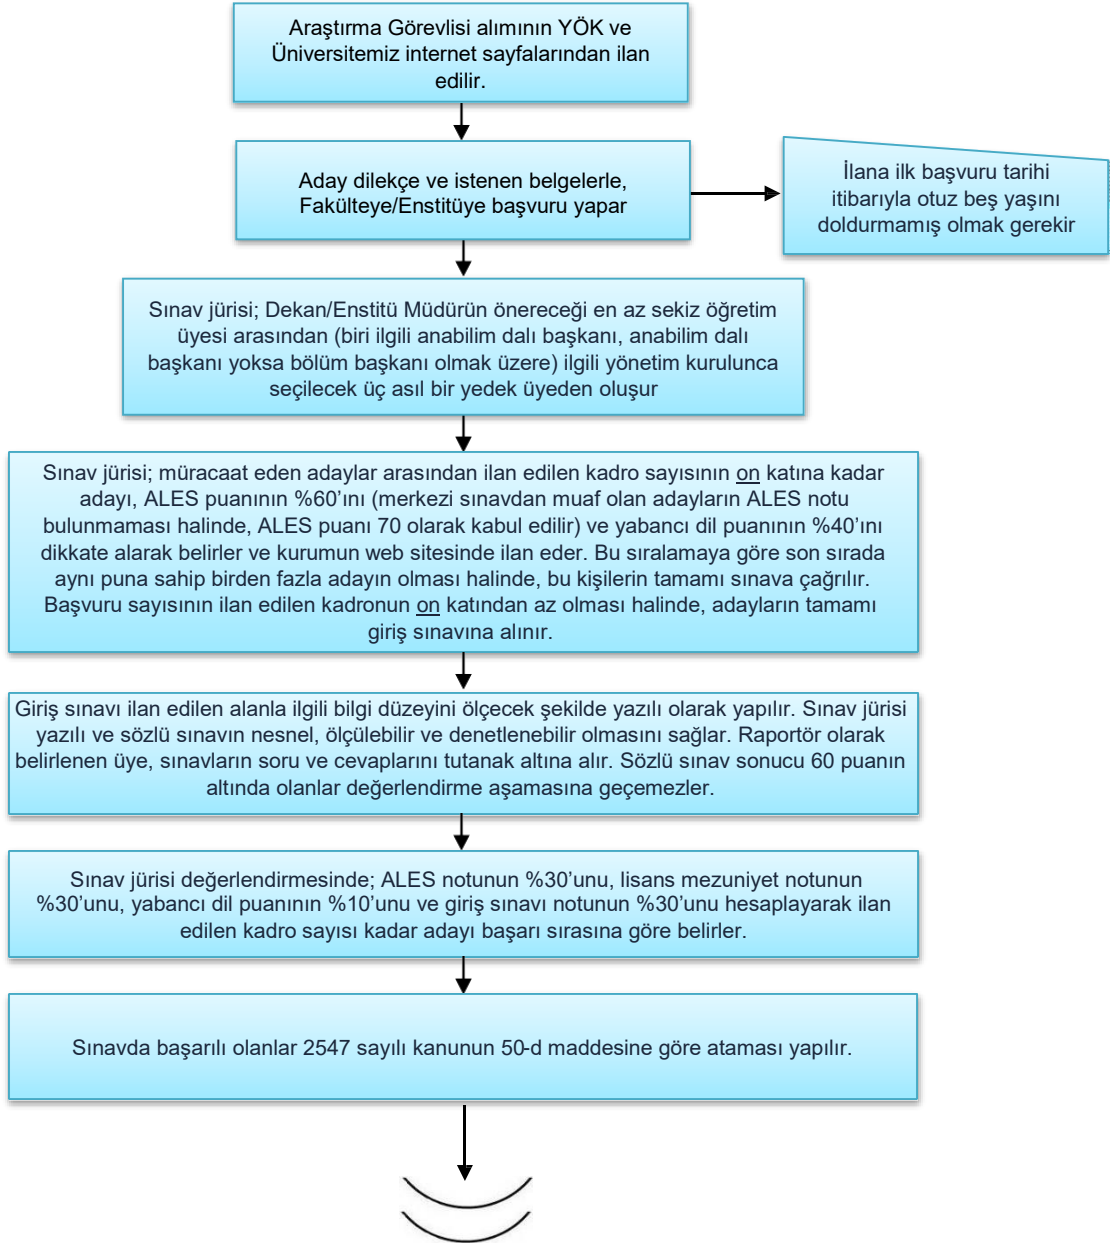 Araştırma Görevlisi alımının YÖK ve
Üniversitemiz internet sayfalarından ilan
edilir.
Aday dilekçe ve istenen belgelerle,
Fakülteye/Enstitüye başvuru yapar
İlana ilk başvuru tarihi
itibarıyla otuz beş yaşını
doldurmamış olmak gerekir
Sınav jürisi; Dekan/Enstitü Müdürün önereceği en az sekiz öğretim
üyesi arasından (biri ilgili anabilim dalı başkanı, anabilim dalı
başkanı yoksa bölüm başkanı olmak üzere) ilgili yönetim kurulunca
seçilecek üç asıl bir yedek üyeden oluşur
Sınav jürisi; müracaat eden adaylar arasından ilan edilen kadro sayısının on katına kadar
adayı, ALES puanının %60’ını (merkezi sınavdan muaf olan adayların ALES notu
bulunmaması halinde, ALES puanı 70 olarak kabul edilir) ve yabancı dil puanının %40’ını
dikkate alarak belirler ve kurumun web sitesinde ilan eder. Bu sıralamaya göre son sırada
aynı puna sahip birden fazla adayın olması halinde, bu kişilerin tamamı sınava çağrılır.
Başvuru sayısının ilan edilen kadronun on katından az olması halinde, adayların tamamı
giriş sınavına alınır.
Giriş sınavı ilan edilen alanla ilgili bilgi düzeyini ölçecek şekilde yazılı olarak yapılır. Sınav jürisi
yazılı ve sözlü sınavın nesnel, ölçülebilir ve denetlenebilir olmasını sağlar. Raportör olarak
belirlenen üye, sınavların soru ve cevaplarını tutanak altına alır. Sözlü sınav sonucu 60 puanın
altında olanlar değerlendirme aşamasına geçemezler.
Sınav jürisi değerlendirmesinde; ALES notunun %30’unu, lisans mezuniyet notunun
%30’unu, yabancı dil puanının %10’unu ve giriş sınavı notunun %30’unu hesaplayarak ilan
edilen kadro sayısı kadar adayı başarı sırasına göre belirler.
Sınavda başarılı olanlar 2547 sayılı kanunun 50-d maddesine göre ataması yapılır.